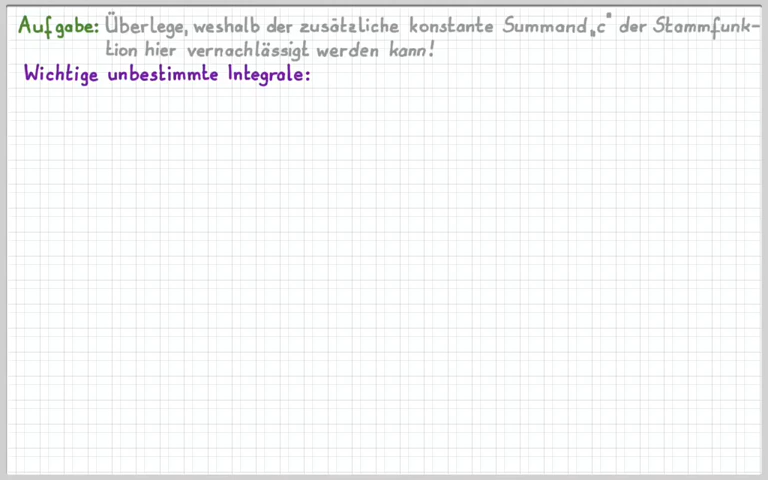 Aufgabe: Überlege, weshalb der zusätzliche konstante Summand „c" der Stammfunk-
tion hier vernachlässigt werden kann!
Wichtige unbestimmte Integrale: